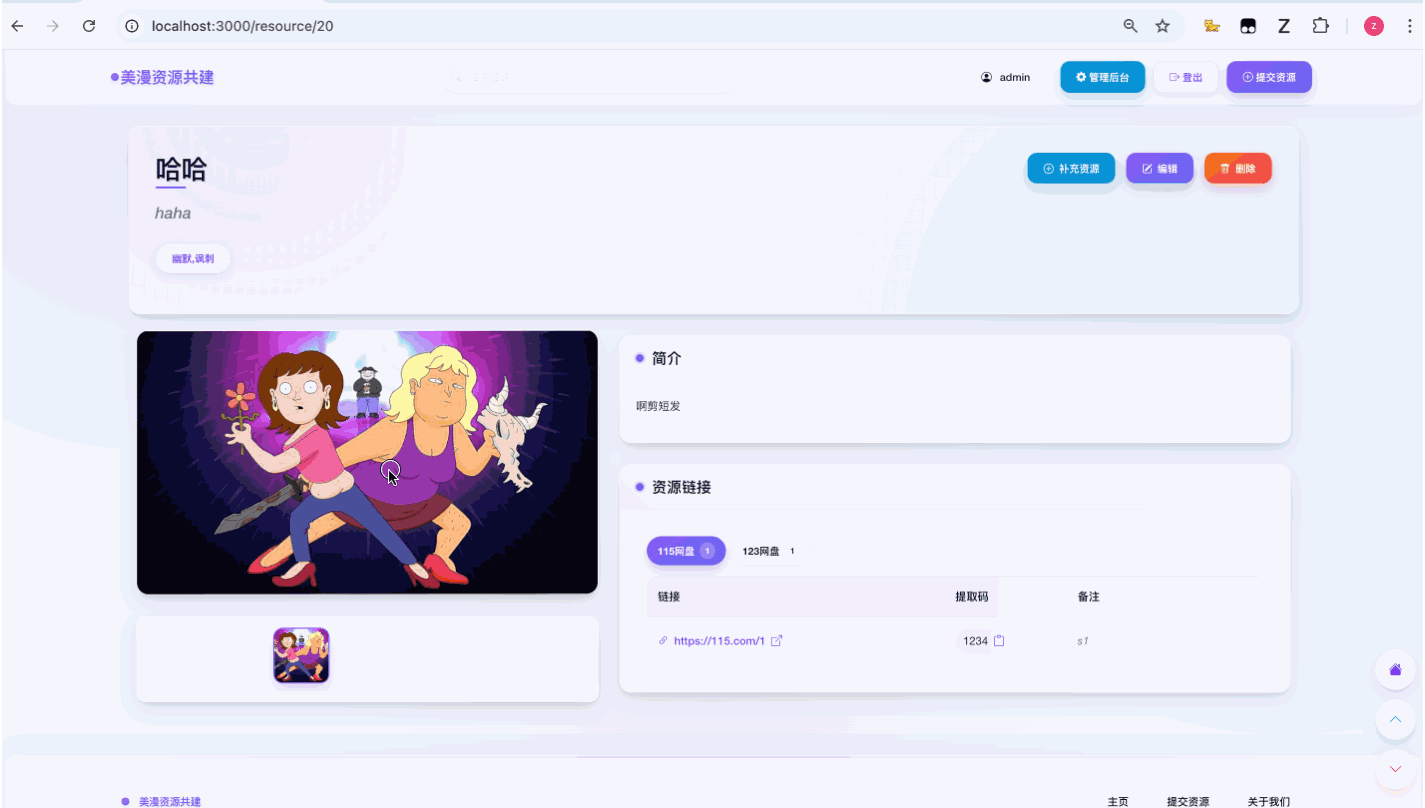 localhost:3000/resource/20
Z
z
美漫资源共建
admin
管理后台
登出
提交资源
哈哈
补充资源
编辑
删除
haha
幽默,讽刺
简介
啊剪短发
资源链接
115网盘 1
123网盘 1
链接 提取码 备注
https://115.com/1 1234 s1
美漫资源共建
主页
提交资源
关于我们